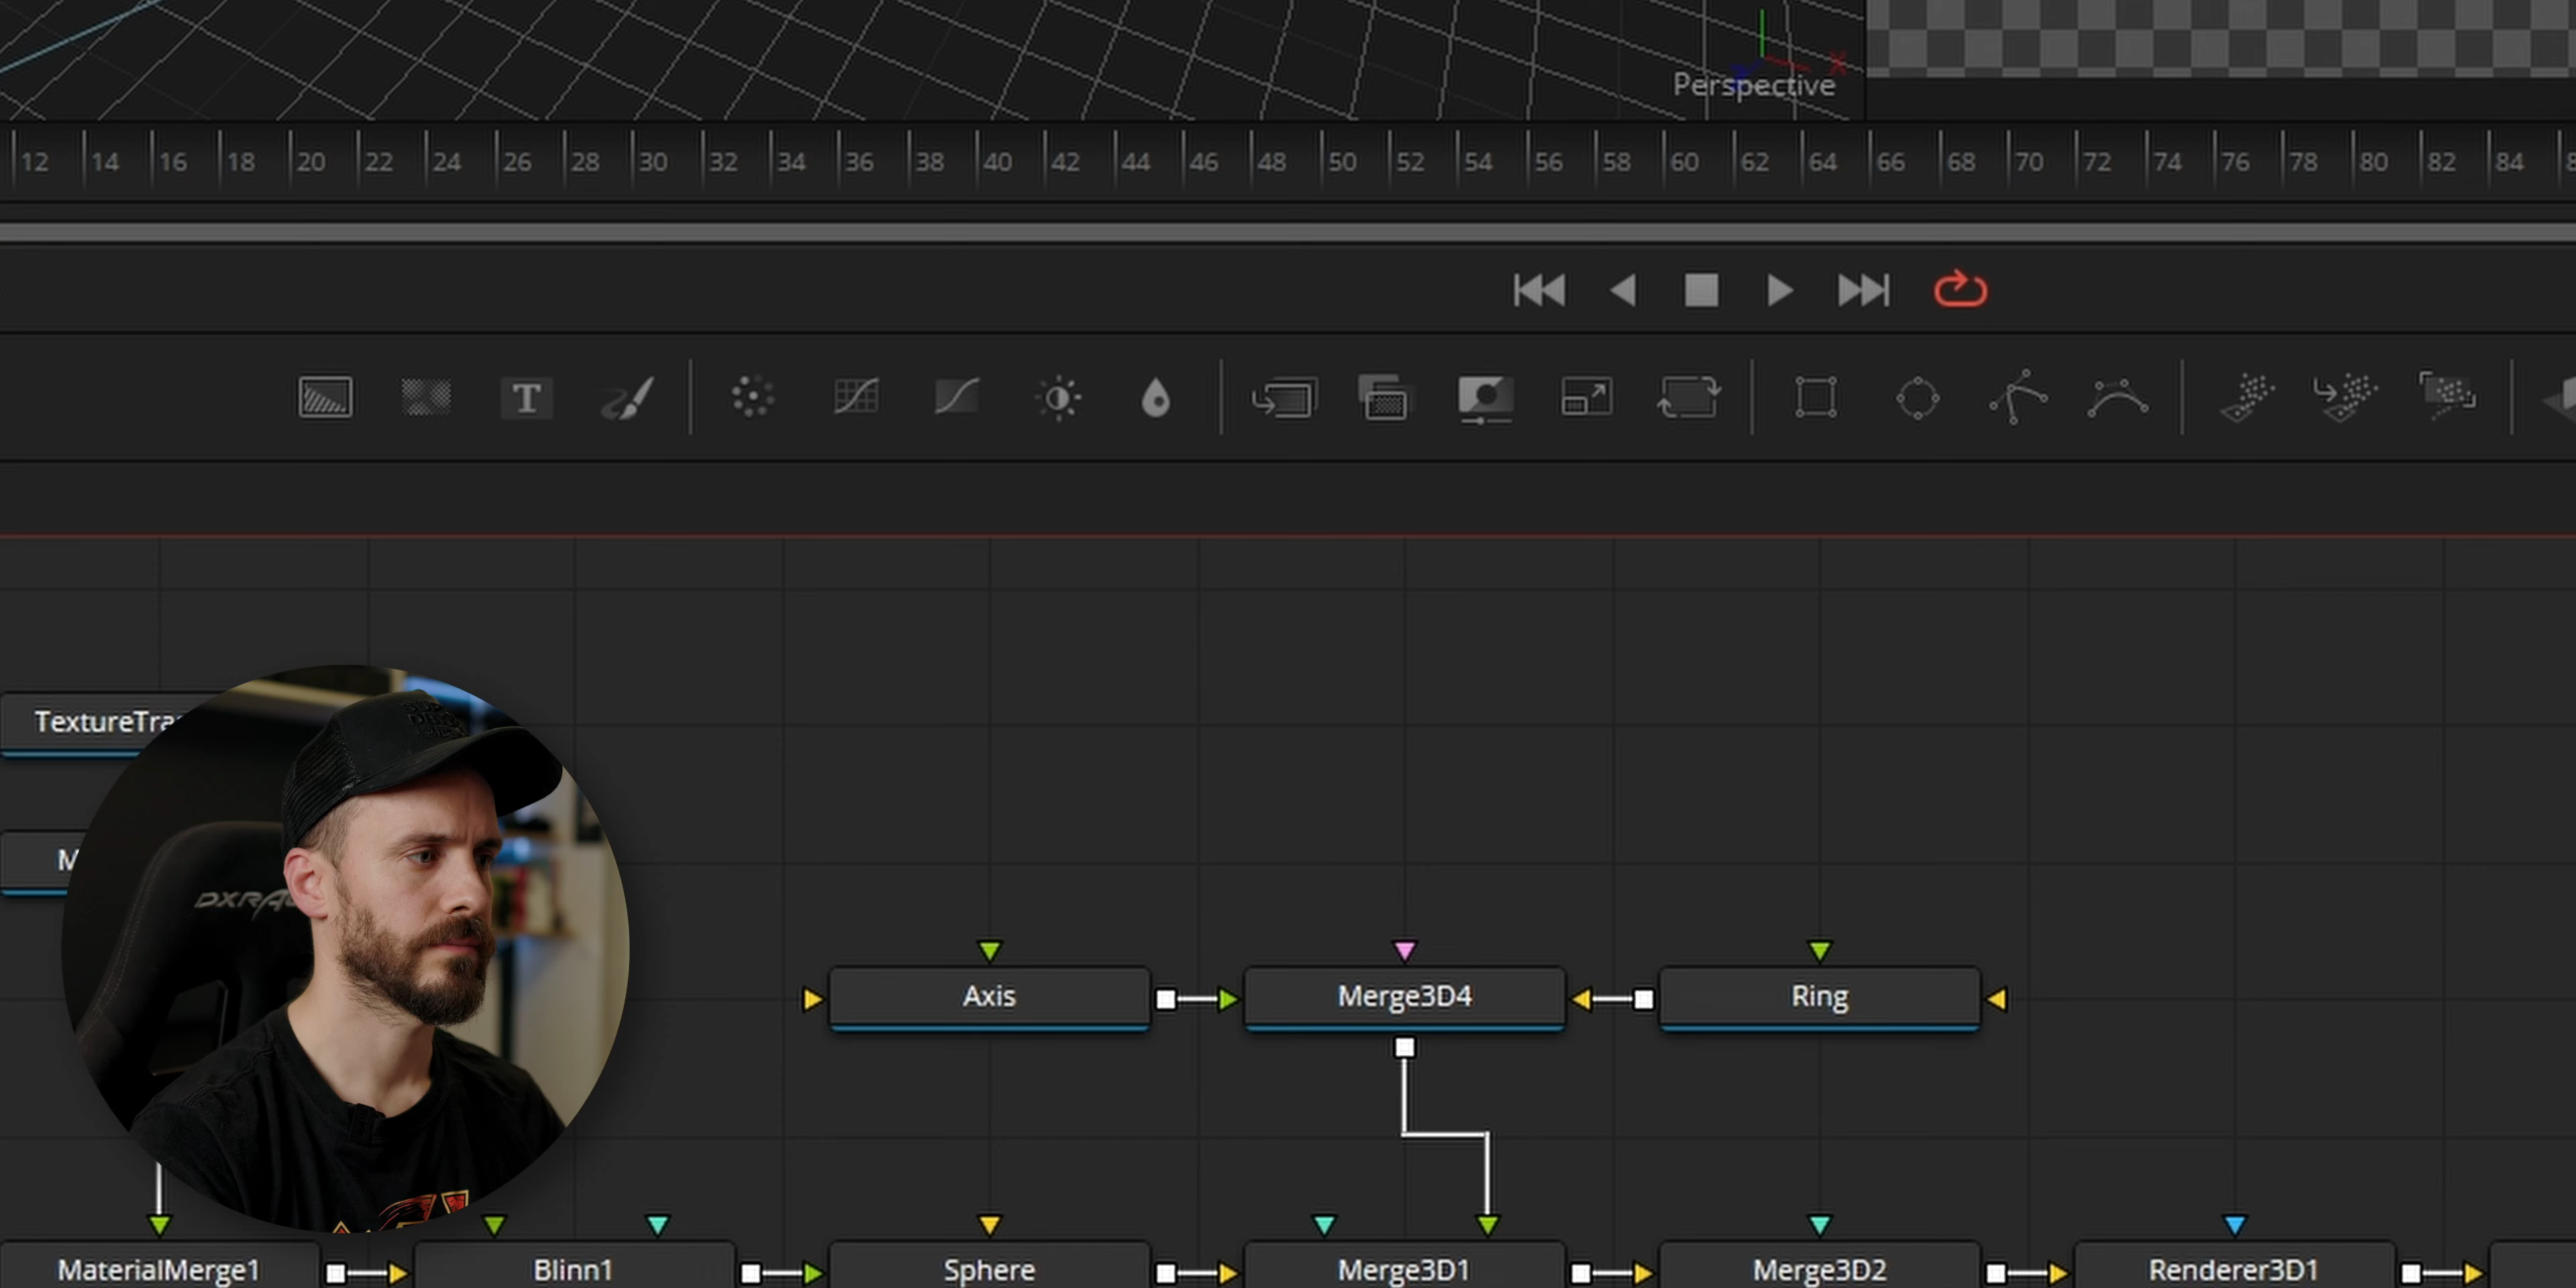 Perspective
12 14 16 18 20 22 24 26 28 30 32 34 36 38 40 42 44 46 48 50 52 54 56 58 60 62 64 66 68 70 72 74 76 78 80 82 84
T
TextureTra
M
DXRA
Axis Merge3D4 Ring
MaterialMerge1 Blinn1 Sphere Merge3D1 Merge3D2 Renderer3D1